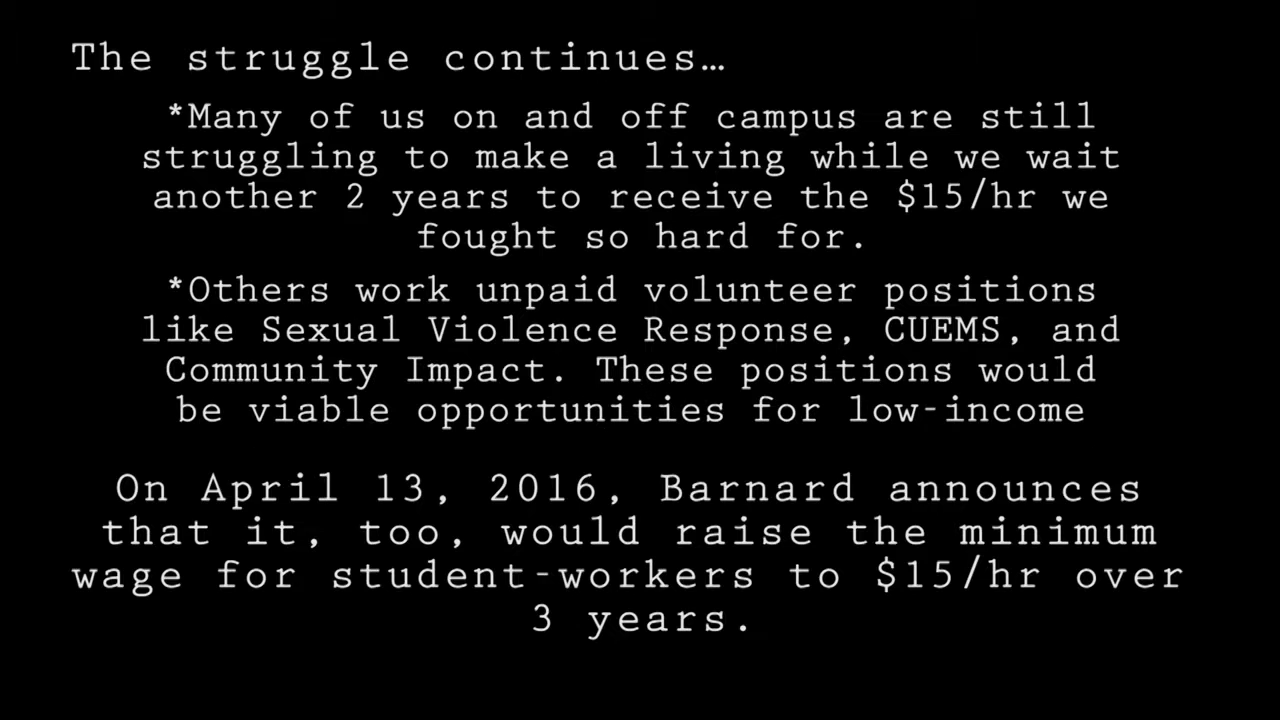 The struggle continues…
*Many of us on and off campus are still
struggling to make a living while we wait
another 2 years to receive the $15/hr we
fought so hard for.
*Others work unpaid volunteer positions
like Sexual Violence Response, CUEMS, and
Community Impact. These positions would
be viable opportunities for low-income
On April 13, 2016, Barnard announces
that it, too, would raise the minimum
wage for student-workers to $15/hr over
3 years.